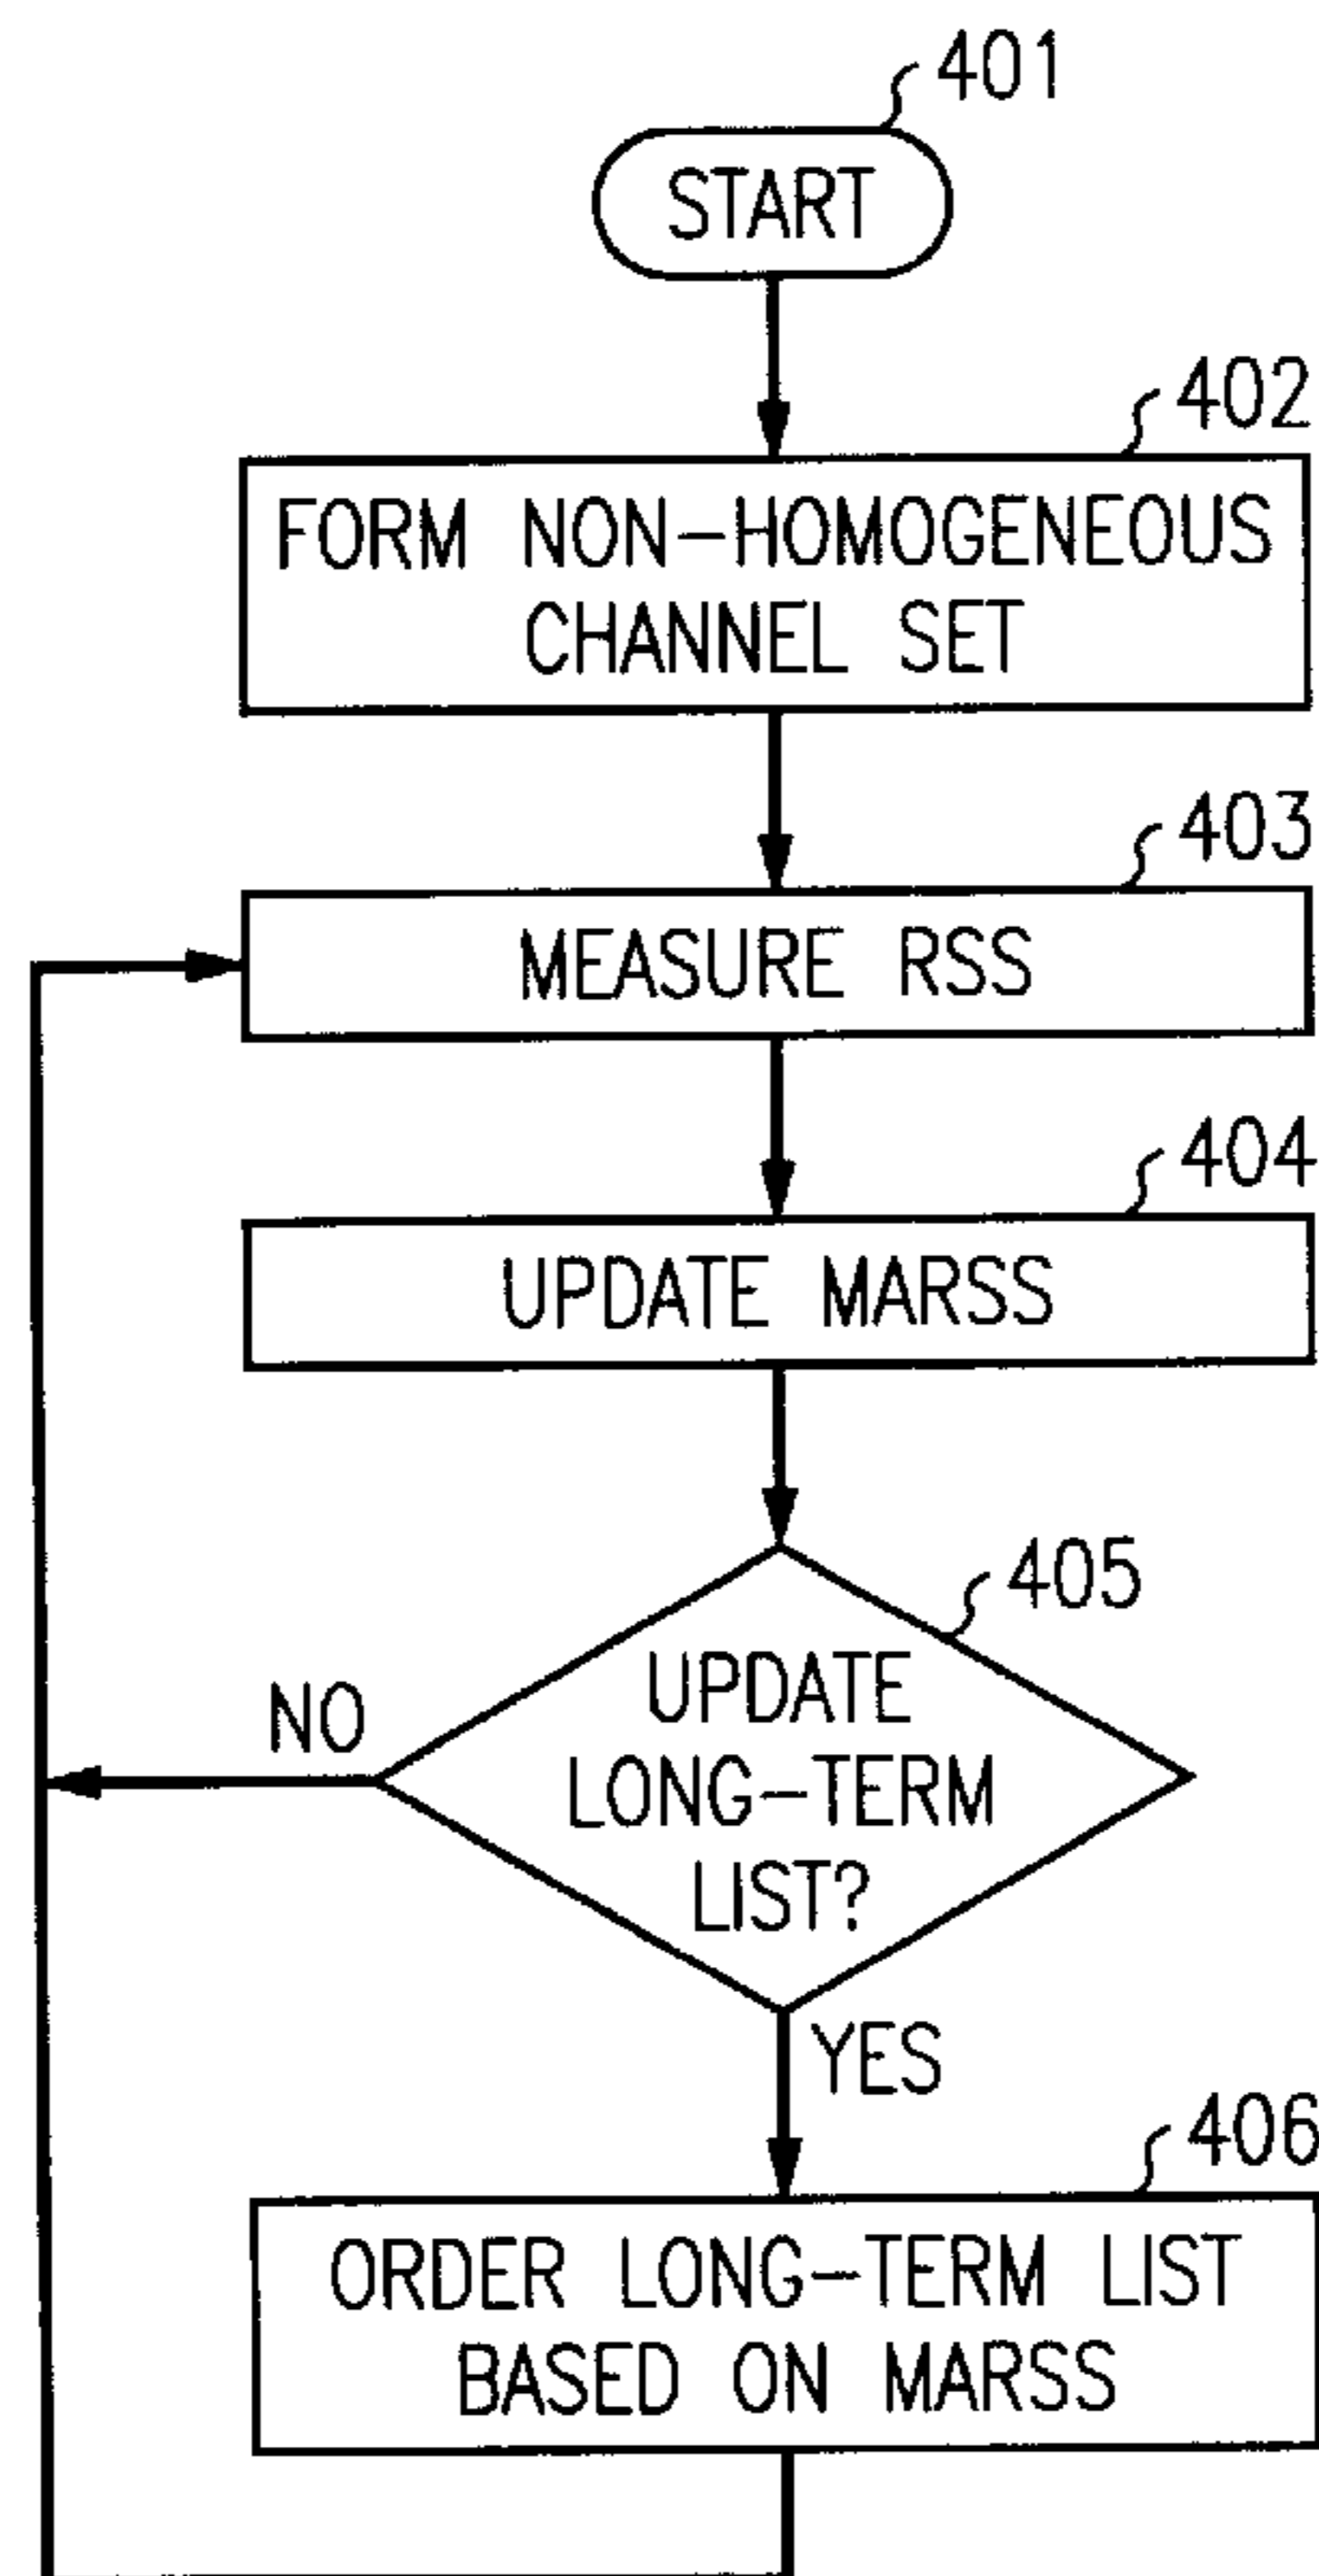 401
START
402
FORM NON-HOMOGENEOUS
CHANNEL SET
403
MEASURE RSS
404
UPDATE MARSS
405
UPDATE
LONG-TERM
LIST?
NO
YES
406
ORDER LONG-TERM LIST
BASED ON MARSS